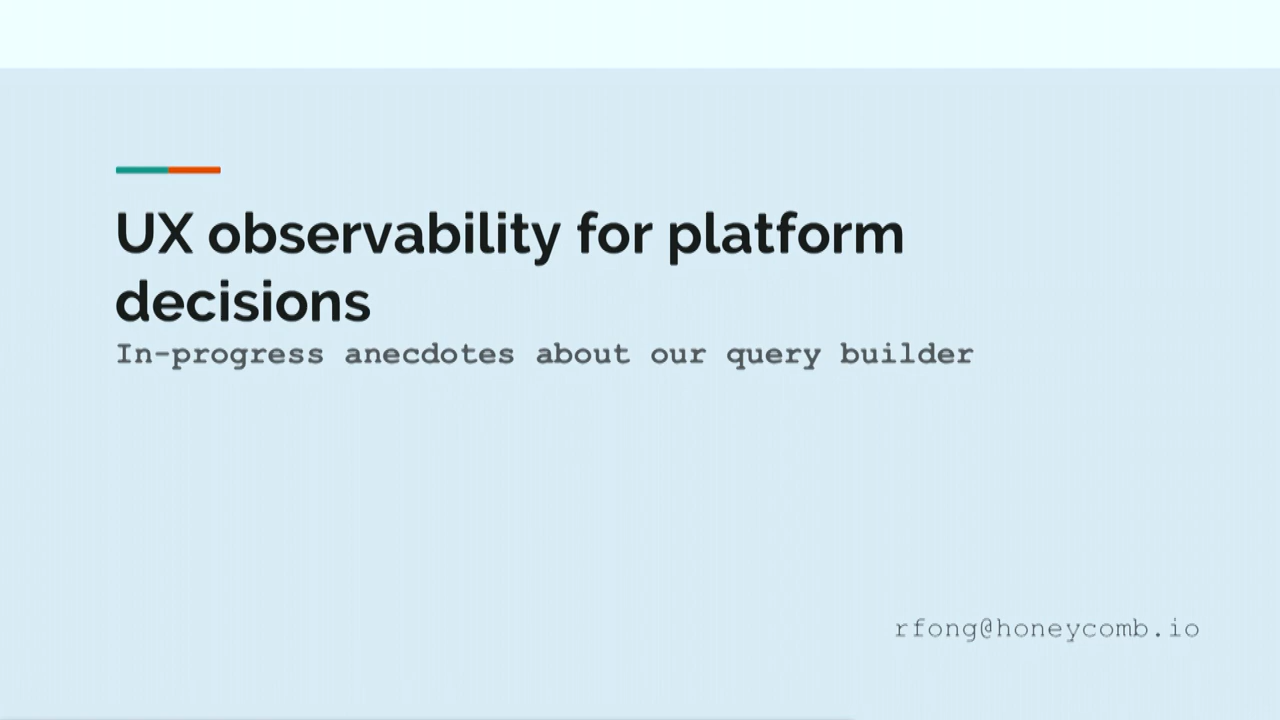 UX observability for platform
decisions
In-progress anecdotes about our query builder
rfong@honeycomb.io